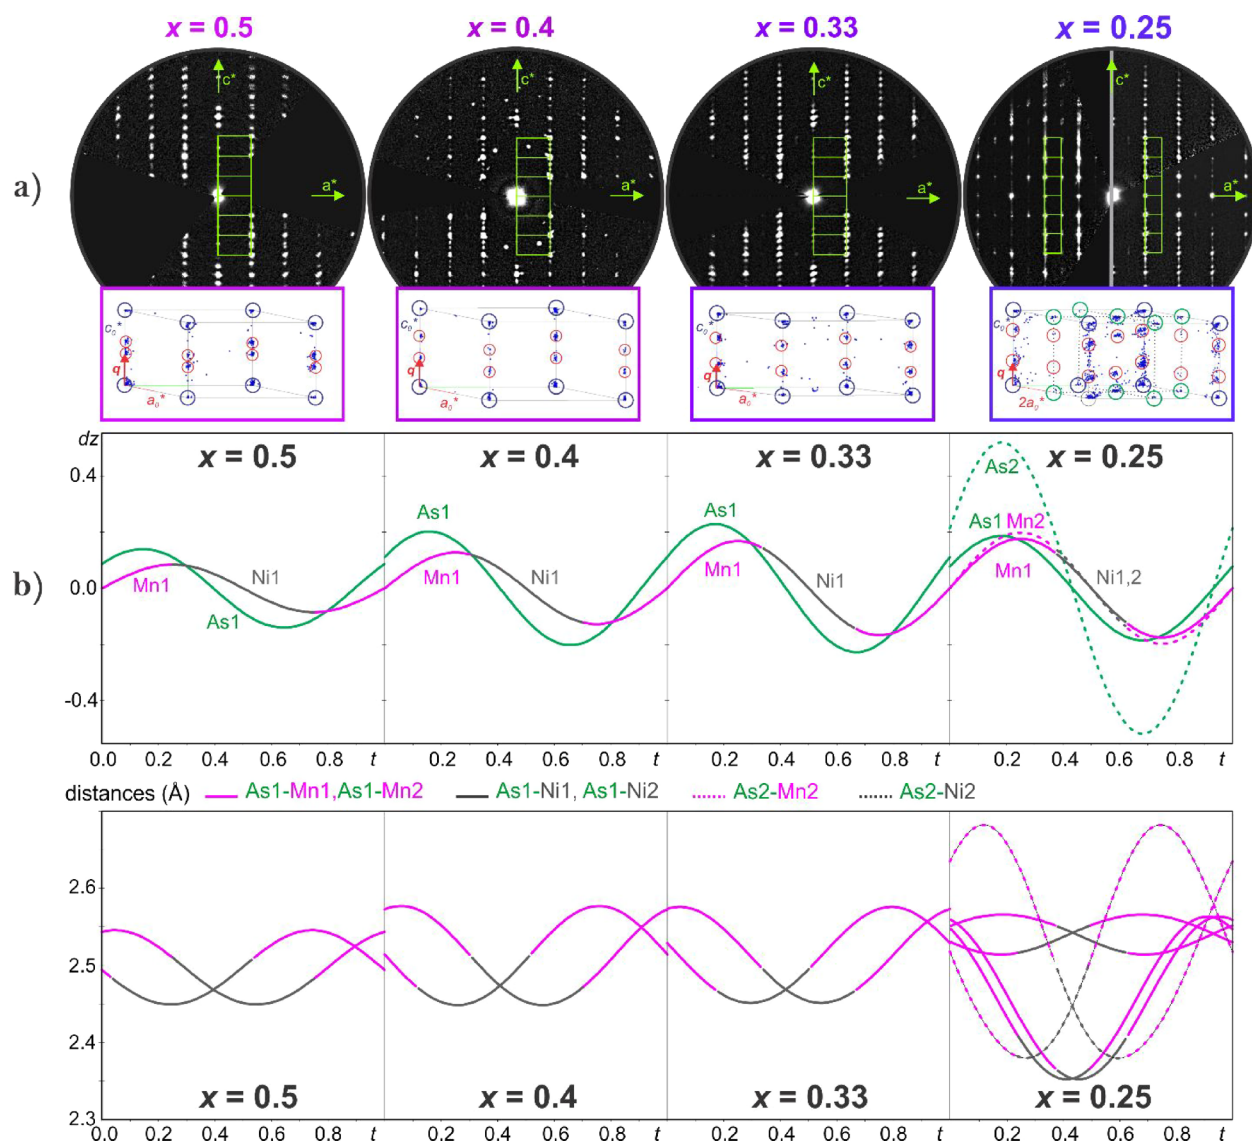 x = 0.5 x = 0.4 x = 0.33 x = 0.25
a)
c* c* c* c*
a* a* a* a*
c₀* c₀* c₀* c₀*
q q q q
a₀* a₀* a₀* 2a₀*
b)
dz
x = 0.5 x = 0.4 x = 0.33 x = 0.25
0.4
As2
As1 As1 As1 As1 Mn2
0.0
Mn1 Ni1 Mn1 Ni1 Mn1 Ni1 Mn1 Ni1,2
As1
-0.4
0.0 0.2 0.4 0.6 0.8 t 0.2 0.4 0.6 0.8 t 0.2 0.4 0.6 0.8 t 0.2 0.4 0.6 0.8 t
distances (Å) As1-Mn1,As1-Mn2 As1-Ni1, As1-Ni2 As2-Mn2 As2-Ni2
2.6
2.5
2.4
2.3
x = 0.5 x = 0.4 x = 0.33 x = 0.25
0.0 0.2 0.4 0.6 0.8 t 0.2 0.4 0.6 0.8 t 0.2 0.4 0.6 0.8 t 0.2 0.4 0.6 0.8 t